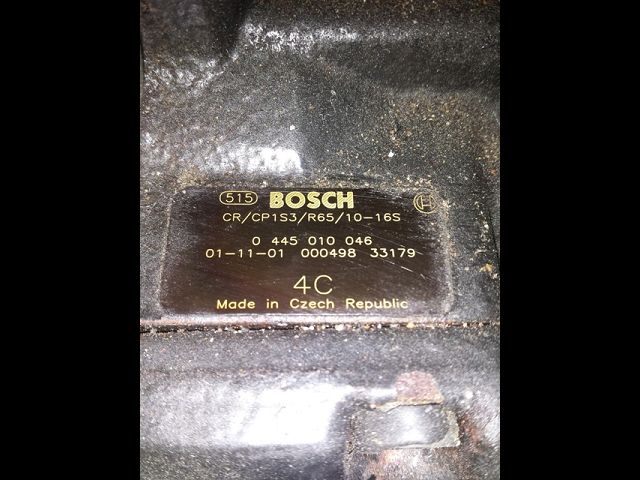 515 BOSCH
CR/CP1S3/R65/10-16S
0 445 010 046
01-11-01 000498 33179
4C
Made in Czech Republic